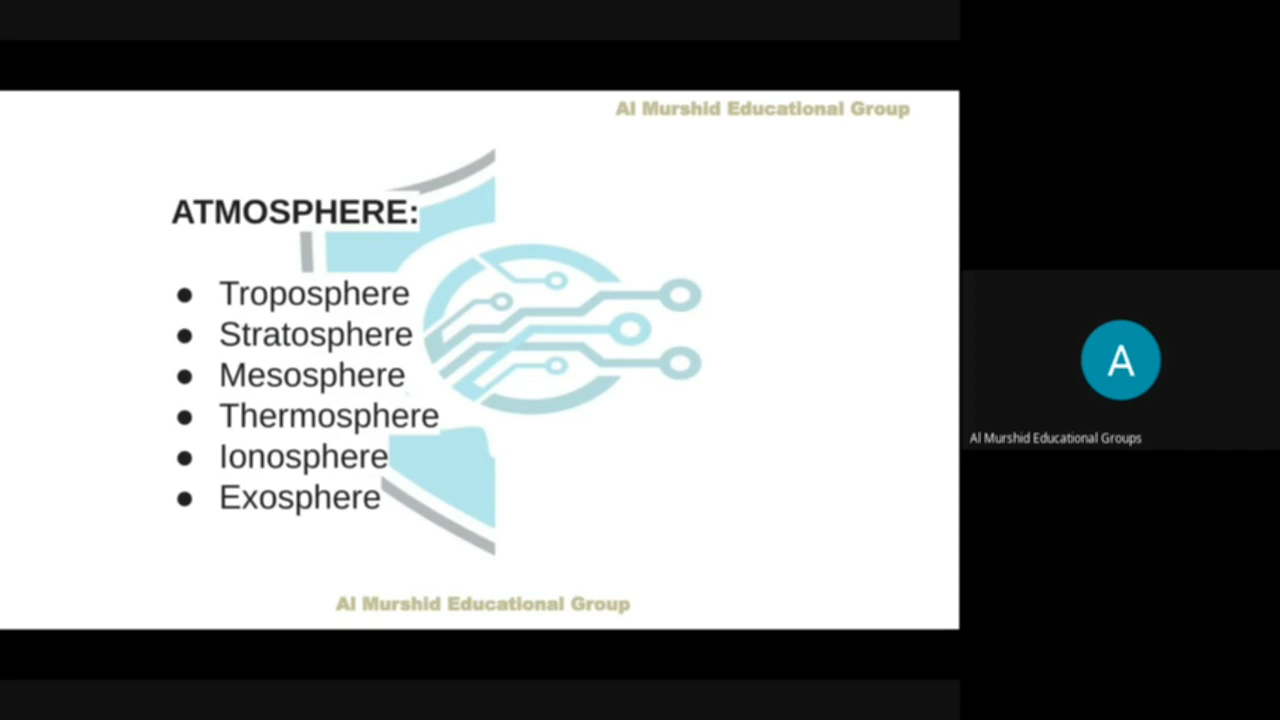 Al Murshid Educational Group
ATMOSPHERE:
● Troposphere
● Stratosphere
● Mesosphere
● Thermosphere
● Ionosphere
● Exosphere
Al Murshid Educational Group
A
Al Murshid Educational Groups